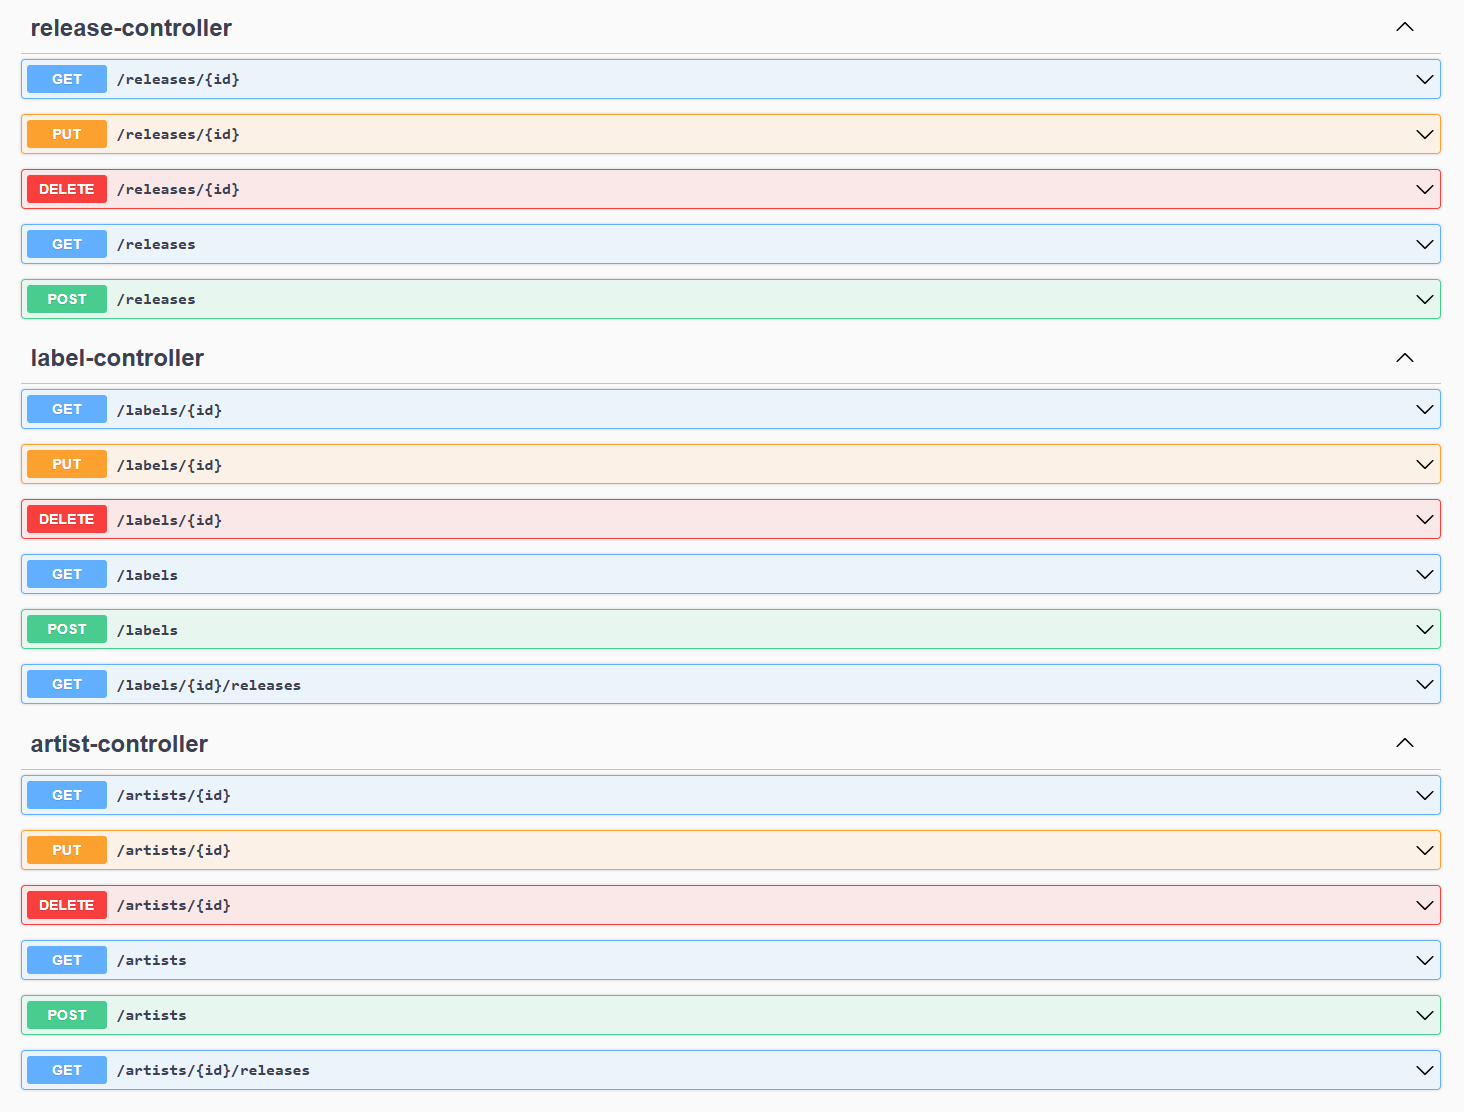 release-controller
GET /releases/{id}
PUT /releases/{id}
DELETE /releases/{id}
GET /releases
POST /releases
label-controller
GET /labels/{id}
PUT /labels/{id}
DELETE /labels/{id}
GET /labels
POST /labels
GET /labels/{id}/releases
artist-controller
GET /artists/{id}
PUT /artists/{id}
DELETE /artists/{id}
GET /artists
POST /artists
GET /artists/{id}/releases